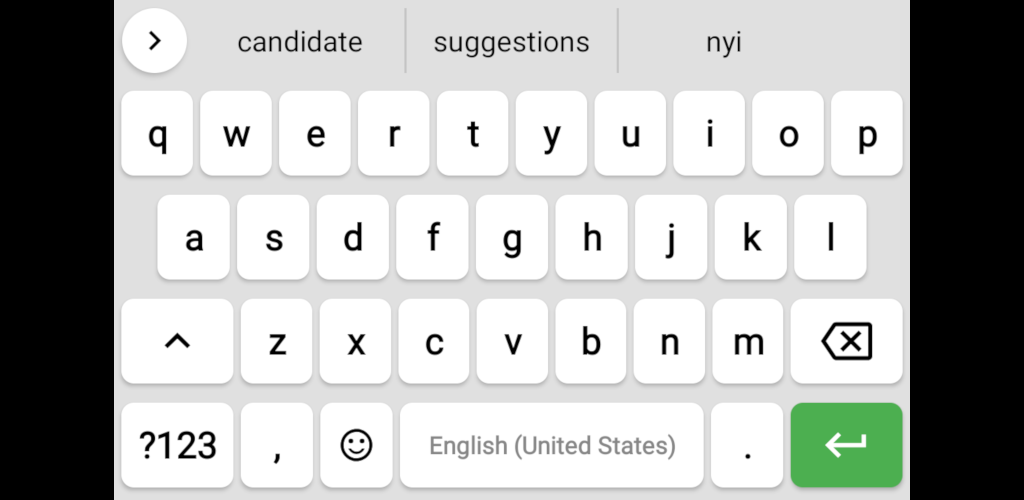 candidate suggestions nyi
q w e r t y u i o p
a s d f g h j k l
z x c v b n m
?123 , English (United States) .